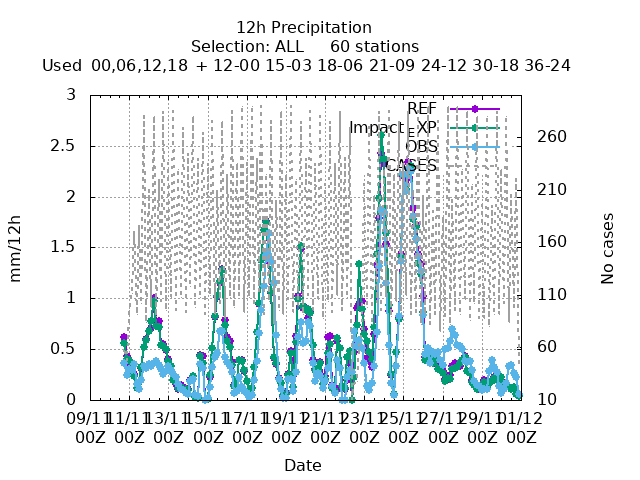 12h Precipitation
Selection: ALL 60 stations
Used 00,06,12,18 + 12-00 15-03 18-06 21-09 24-12 30-18 36-24
REF
Impact_EXP
OBS
CASES
mm/12h
3
2.5
2
1.5
1
0.5
0
No cases
260
210
160
110
60
10
09/11 11/11 13/11 15/11 17/11 19/11 21/11 23/11 25/11 27/11 29/11 01/12
00Z 00Z 00Z 00Z 00Z 00Z 00Z 00Z 00Z 00Z 00Z 00Z
Date